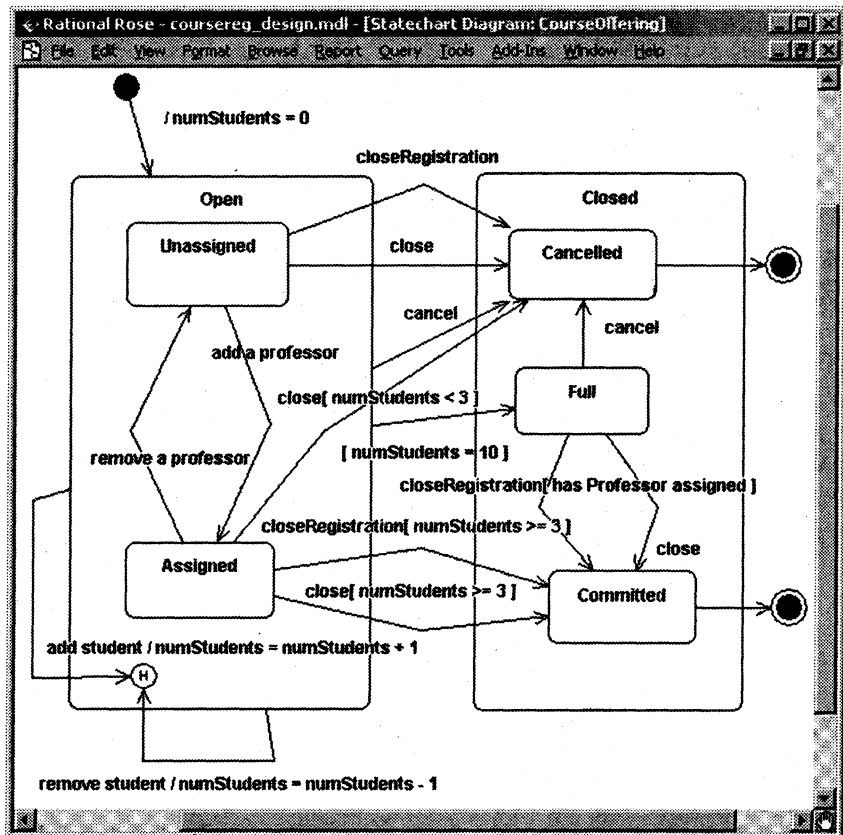 Rational Rose - coursereg_design.mdl - [Statechart Diagram: CourseOffering]
File Edit View Format Browse Report Query Tools Add-Ins Window Help
/ numStudents = 0
closeRegistration
Open
Closed
Unassigned
close
Cancelled
cancel
cancel
add a professor
close[ numStudents < 3 ]
Full
[ numStudents = 10 ]
remove a professor
closeRegistration[ has Professor assigned ]
closeRegistration[ numStudents >= 3 ]
close
Assigned
close[ numStudents >= 3 ]
Committed
add student / numStudents = numStudents + 1
H
remove student / numStudents = numStudents - 1